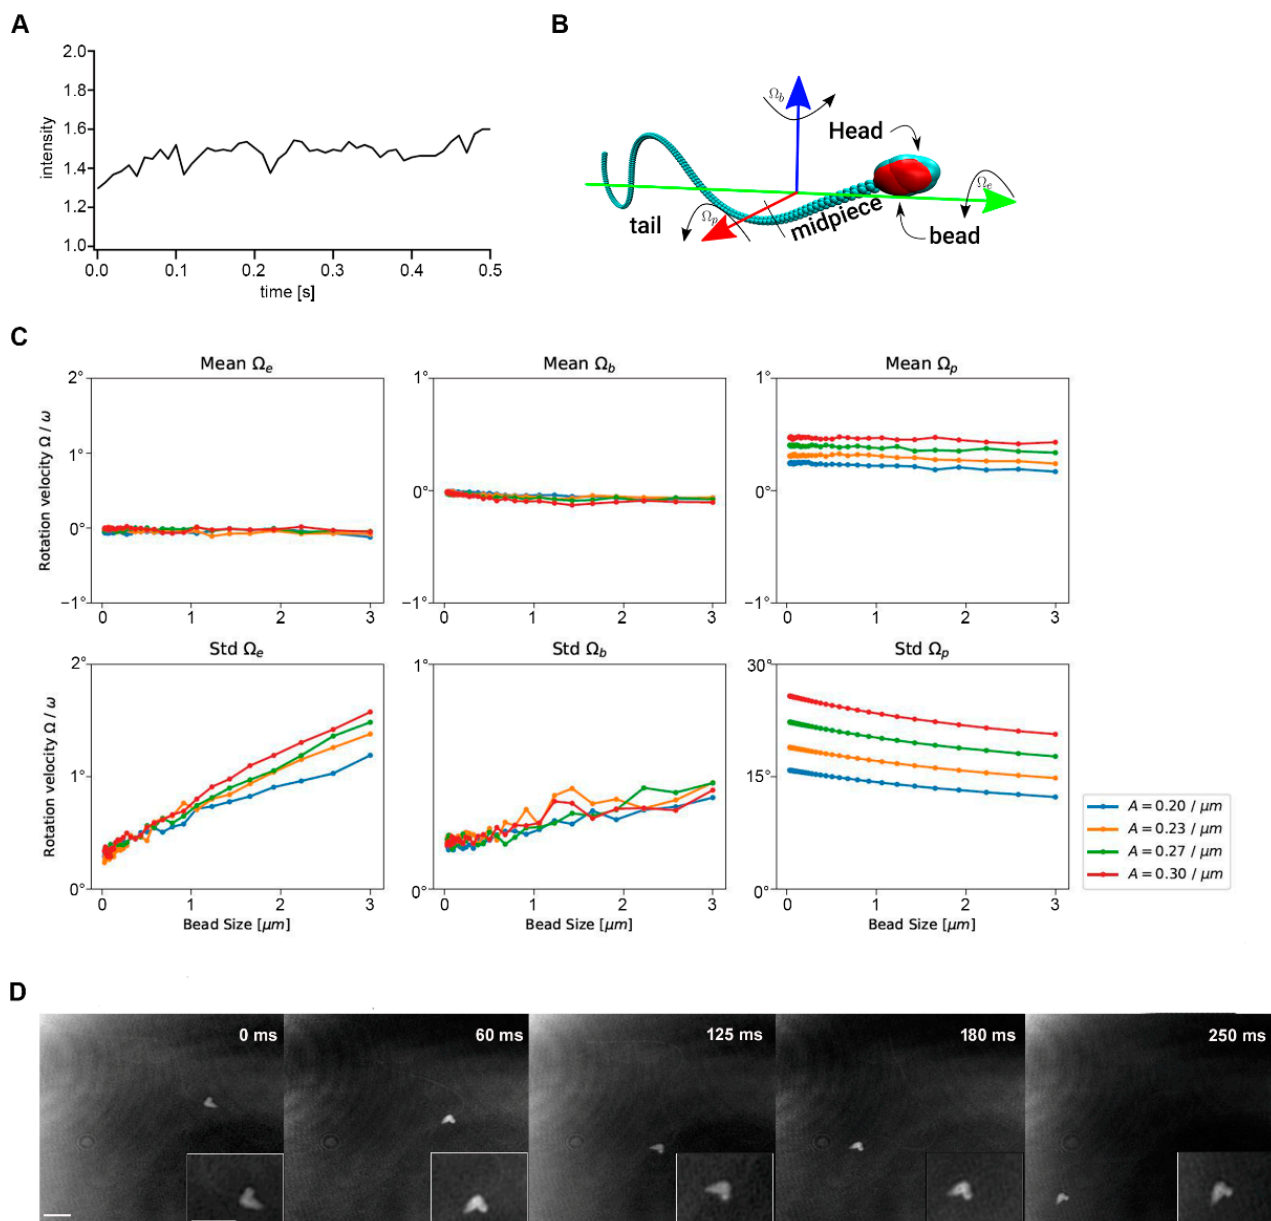 A
2.0
1.8
1.6
1.4
1.2
1.0
intensity
0.0 0.1 0.2 0.3 0.4 0.5
time [s]
B
Ωb
Head
Ωe
Ωp
tail
midpiece
bead
C
Mean Ωe
Mean Ωb
Mean Ωp
2°
1°
0°
−1°
Rotation velocity Ω / ω
0 1 2 3
1°
0°
−1°
0 1 2 3
1°
0°
−1°
0 1 2 3
Std Ωe
Std Ωb
Std Ωp
2°
1°
0°
Rotation velocity Ω / ω
0 1 2 3
Bead Size [μm]
1°
0°
0 1 2 3
Bead Size [μm]
30°
15°
0°
0 1 2 3
Bead Size [μm]
A = 0.20 / μm
A = 0.23 / μm
A = 0.27 / μm
A = 0.30 / μm
D
0 ms
60 ms
125 ms
180 ms
250 ms